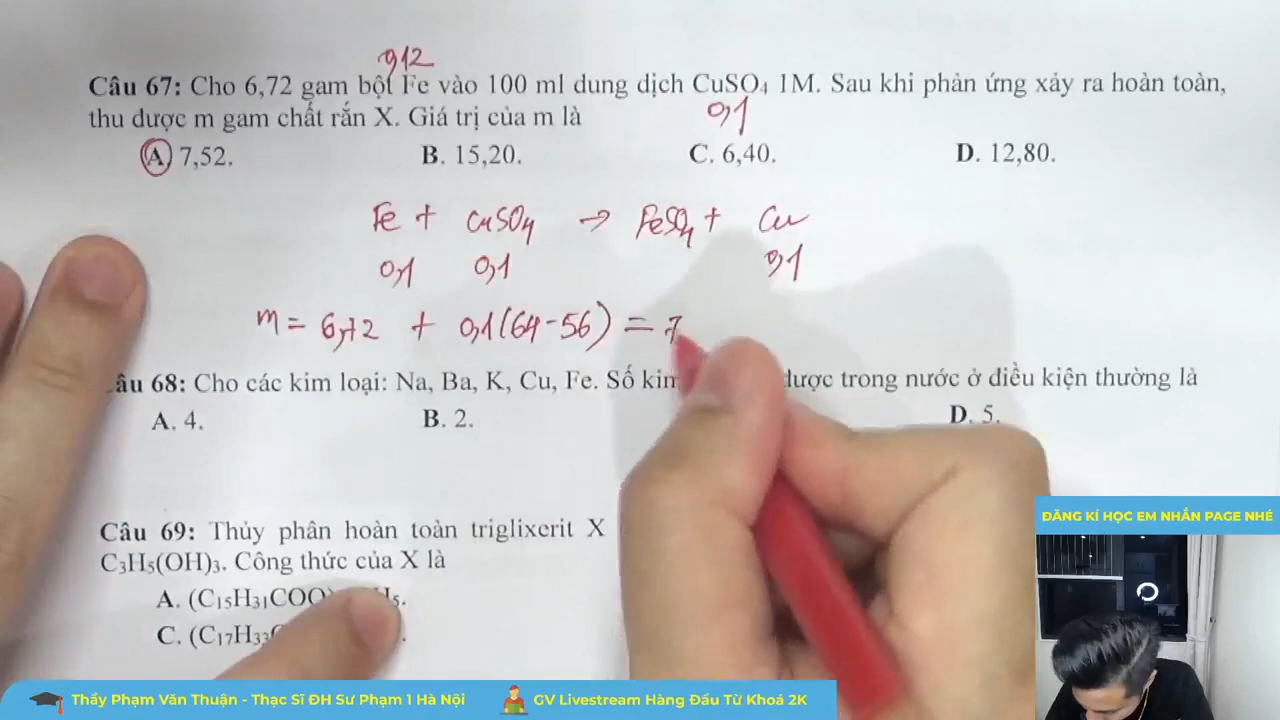 0,12
Câu 67: Cho 6,72 gam bột Fe vào 100 ml dung dịch CuSO₄ 1M. Sau khi phản ứng xảy ra hoàn toàn,
thu được m gam chất rắn X. Giá trị của m là
0,1
A. 7,52. B. 15,20. C. 6,40. D. 12,80.
Fe + CuSO₄ → FeSO₄ + Cu
0,1 0,1 0,1
m = 6,72 + 0,1(64-56) = 7
Câu 68: Cho các kim loại: Na, Ba, K, Cu, Fe. Số kim được trong nước ở điều kiện thường là
A. 4. B. 2. D. 5.
Câu 69: Thủy phân hoàn toàn triglixerit X
C₃H₅(OH)₃. Công thức của X là
A. (C₁₅H₃₁COO)
C. (C₁₇H₃₃
ĐĂNG KÍ HỌC EM NHẮN PAGE NHÉ
Thầy Phạm Văn Thuận - Thạc Sĩ ĐH Sư Phạm 1 Hà Nội
GV Livestream Hàng Đầu Từ Khoá 2K